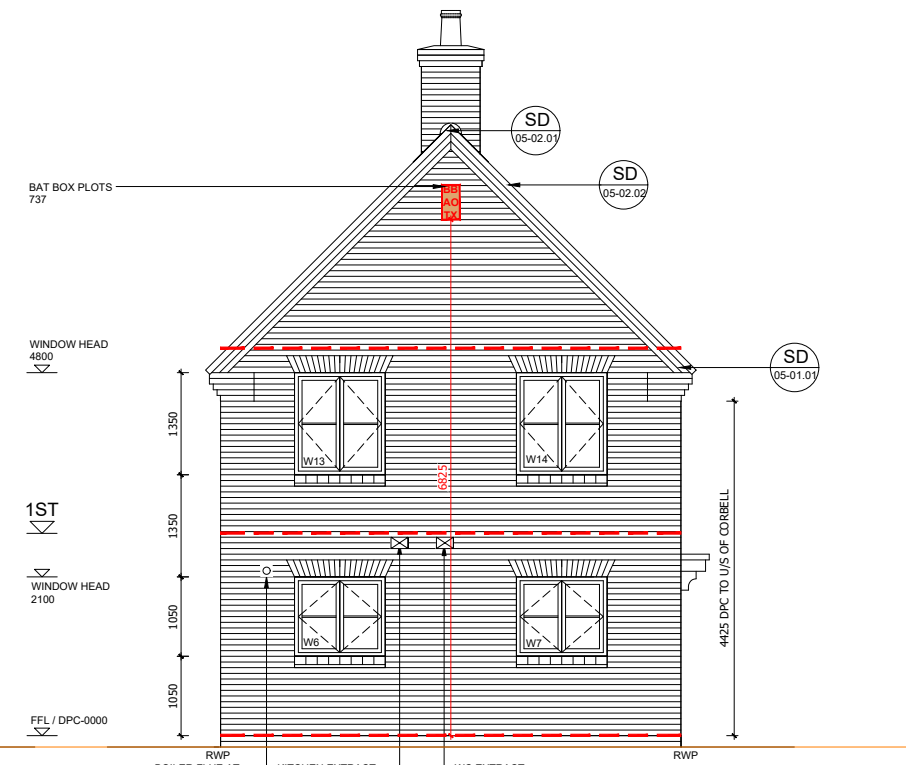 SD
05-02.01
SD
05-02.02
BAT BOX PLOTS
737
BB
AO
TX
WINDOW HEAD
4800
SD
05-01.01
1350
W13
W14
6825
1ST
1350
4425 DPC TO U/S OF CORBELL
WINDOW HEAD
2100
1050
W6
W7
1050
FFL / DPC-0000
RWP
RWP